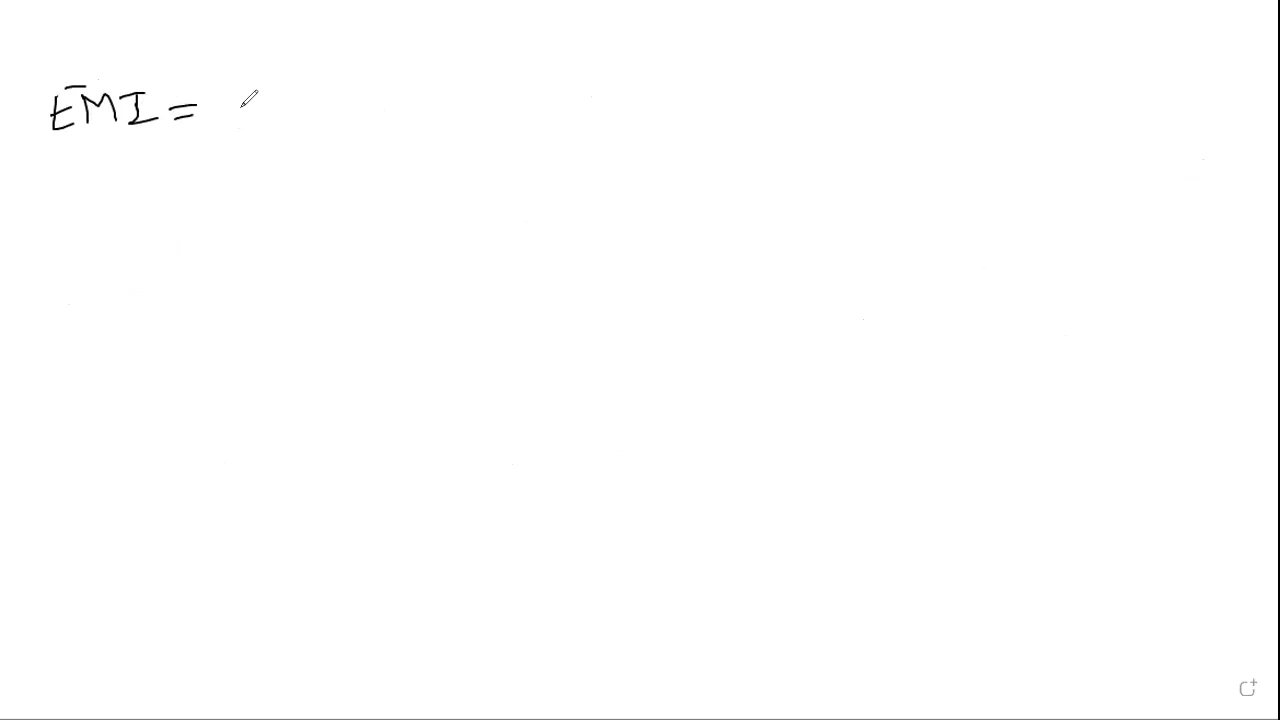 EMI =